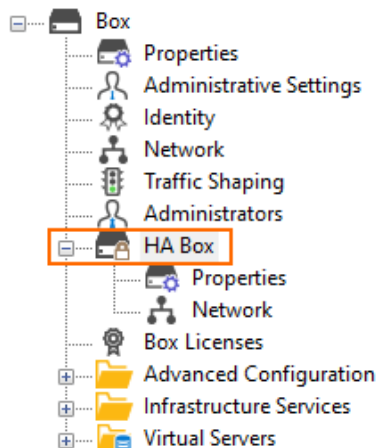 Box
Properties
Administrative Settings
Identity
Network
Traffic Shaping
Administrators
HA Box
Properties
Network
Box Licenses
Advanced Configuration
Infrastructure Services
Virtual Servers